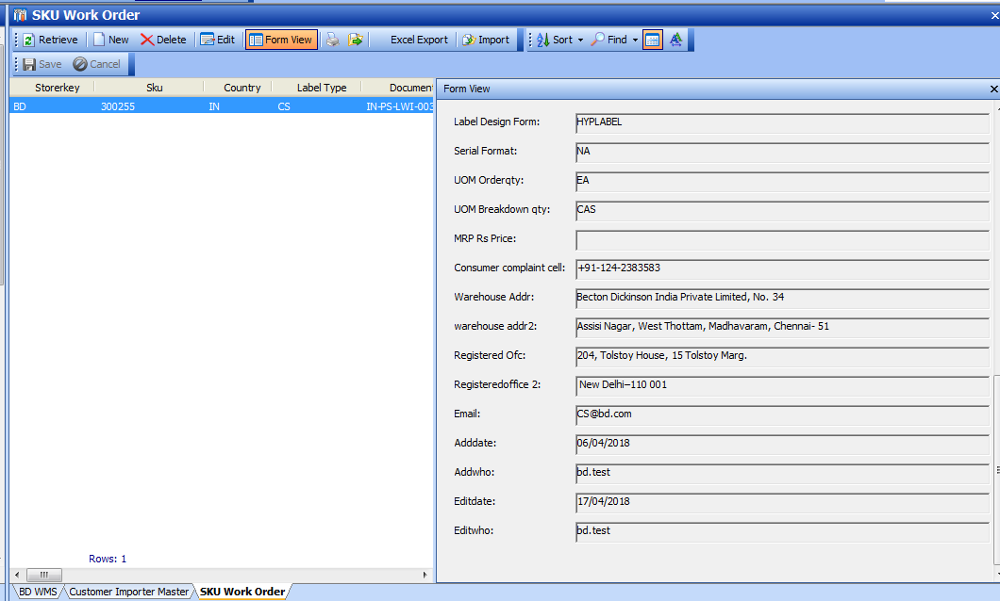 SKU Work Order
Retrieve New Delete Edit Form View Excel Export Import Sort Find
Save Cancel
Storerkey Sku Country Label Type Document
BD 300255 IN CS IN-PS-LWI-003
Rows: 1
Form View
Label Design Form: HYPLABEL
Serial Format: NA
UOM Orderqty: EA
UOM Breakdown qty: CAS
MRP Rs Price:
Consumer complaint cell: +91-124-2383583
Warehouse Addr: Becton Dickinson India Private Limited, No. 34
warehouse addr2: Assisi Nagar, West Thottam, Madhavaram, Chennai- 51
Registered Ofc: 204, Tolstoy House, 15 Tolstoy Marg.
Registeredoffice 2: New Delhi–110 001
Email: CS@bd.com
Adddate: 06/04/2018
Addwho: bd.test
Editdate: 17/04/2018
Editwho: bd.test
BD WMS Customer Importer Master SKU Work Order